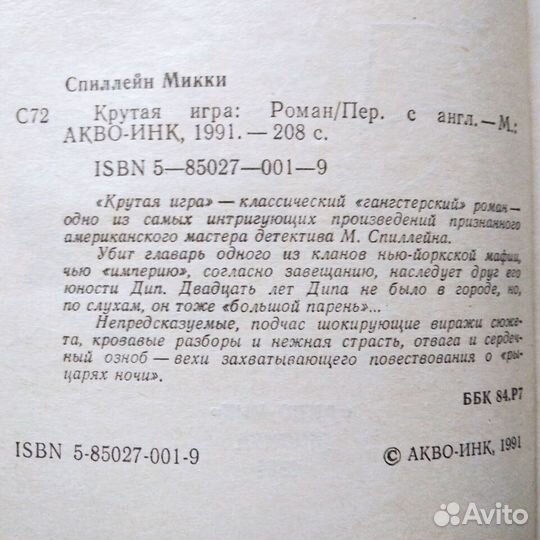 Спиллейн Микки
С72 Крутая игра: Роман/Пер. с англ.—М.:
АКВО-ИНК, 1991.—208 с.
ISBN 5—85027—001—9
«Крутая игра»—классический «гангстерский» роман—
одно из самых интригующих произведений признанного
американского мастера детектива М. Спиллейна.
Убит главарь одного из кланов нью-йоркской мафии,
чью «империю», согласно завещанию, наследует друг его
юности Дип. Двадцать лет Дипа не было в городе, но,
по слухам, он тоже «большой парень»...
Непредсказуемые, подчас шокирующие виражи сюже-
та, кровавые разборы и нежная страсть, отвага и сердеч-
ный озноб—вехи захватывающего повествования о «ры-
царях ночи».
ББК 84.Р7
ISBN 5-85027-001-9
© АКВО-ИНК, 1991
Avito